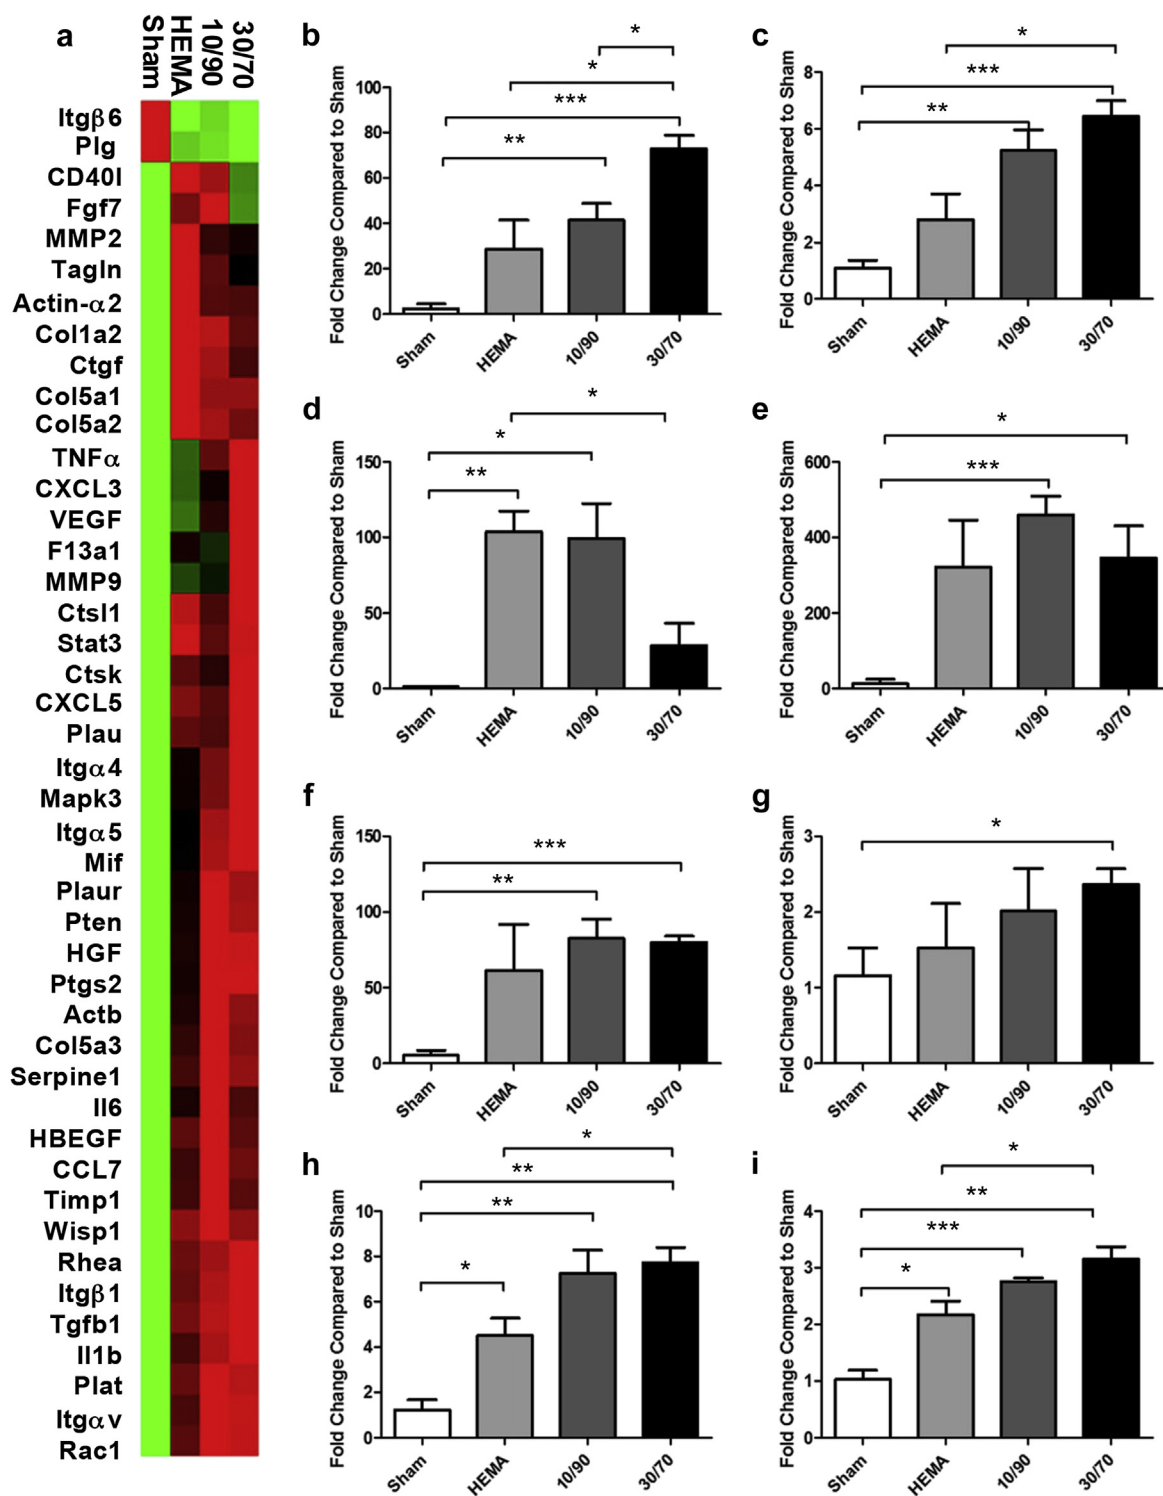 a
Sham
HEMA
10/90
30/70
Itgβ6
Plg
CD40l
Fgf7
MMP2
Tagln
Actin-α2
Col1a2
Ctgf
Col5a1
Col5a2
TNFα
CXCL3
VEGF
F13a1
MMP9
Ctsl1
Stat3
Ctsk
CXCL5
Plau
Itgα4
Mapk3
Itgα5
Mif
Plaur
Pten
HGF
Ptgs2
Actb
Col5a3
Serpine1
Il6
HBEGF
CCL7
Timp1
Wisp1
Rhea
Itgβ1
Tgfb1
Il1b
Plat
Itgαv
Rac1
b
*
*
***
**
Fold Change Compared to Sham
100
80
60
40
20
0
Sham
HEMA
10/90
30/70
c
*
***
**
Fold Change Compared to Sham
8
6
4
2
0
Sham
HEMA
10/90
30/70
d
*
*
**
Fold Change Compared to Sham
150
100
50
0
Sham
HEMA
10/90
30/70
e
*
***
Fold Change Compared to Sham
600
400
200
0
Sham
HEMA
10/90
30/70
f
***
**
Fold Change Compared to Sham
150
100
50
0
Sham
HEMA
10/90
30/70
g
*
Fold Change Compared to Sham
3
2
1
0
Sham
HEMA
10/90
30/70
h
*
**
**
*
Fold Change Compared to Sham
10
8
6
4
2
0
Sham
HEMA
10/90
30/70
i
*
**
***
*
Fold Change Compared to Sham
4
3
2
1
0
Sham
HEMA
10/90
30/70